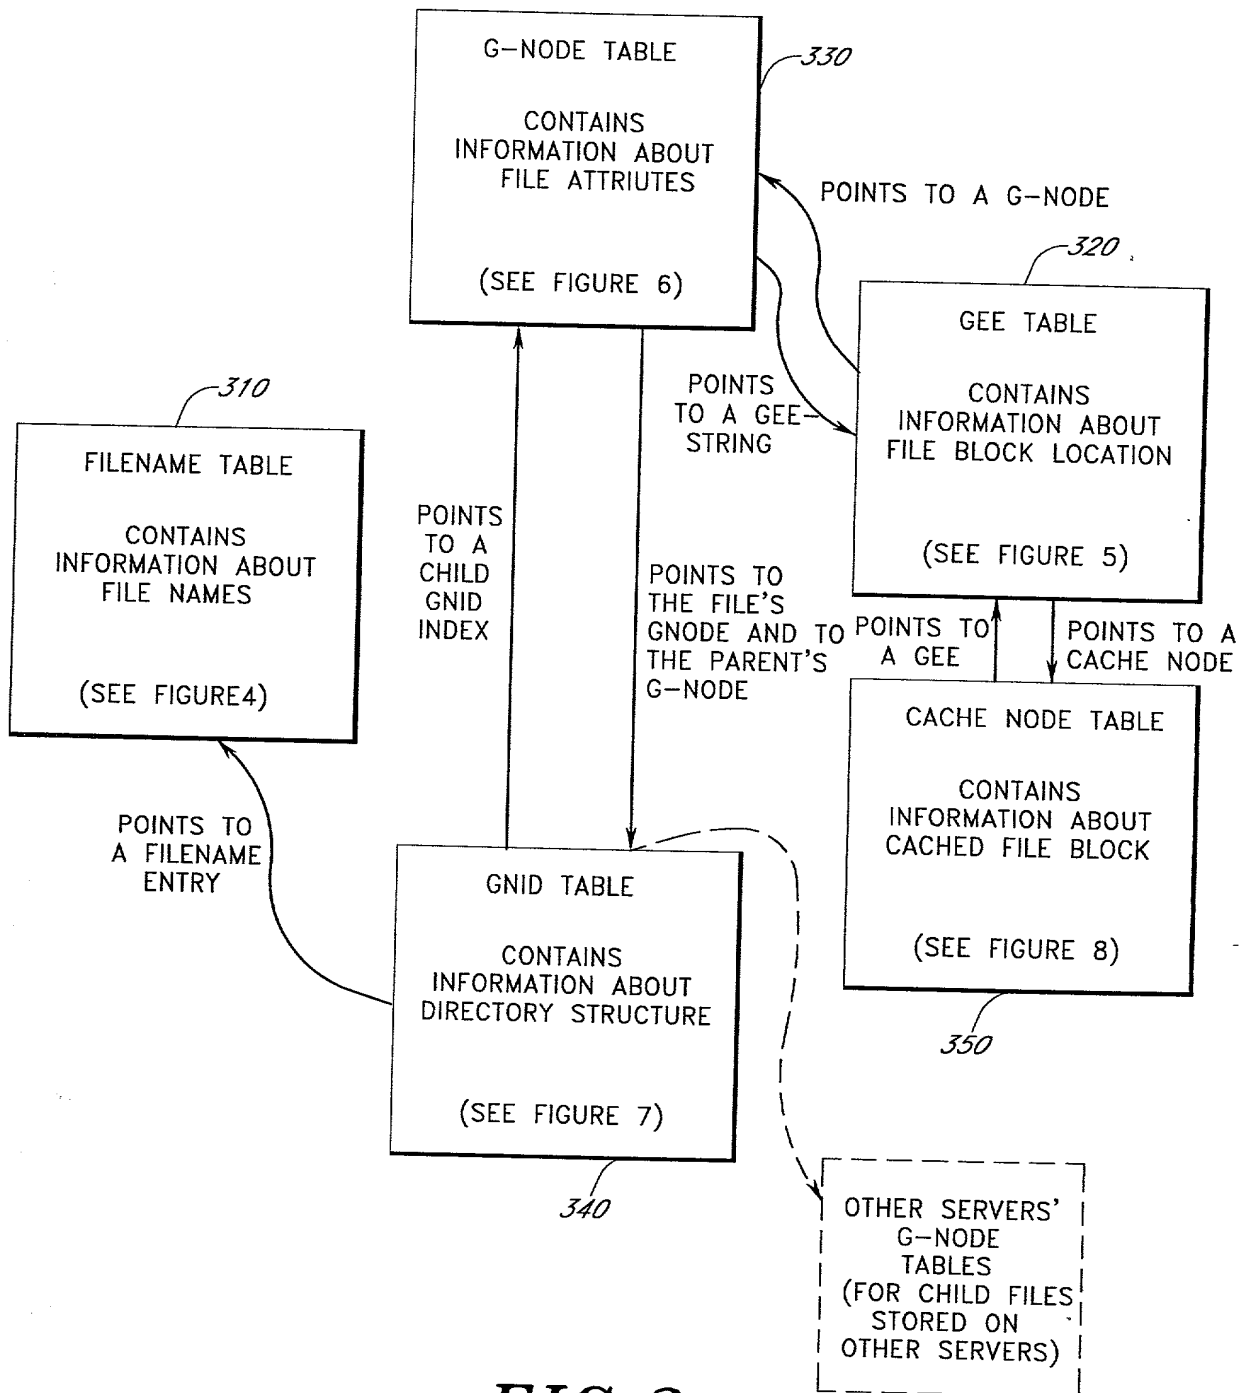 G-NODE TABLE
CONTAINS
INFORMATION ABOUT
FILE ATTRIUTES
(SEE FIGURE 6)
330
POINTS TO A G-NODE
320
GEE TABLE
CONTAINS
INFORMATION ABOUT
FILE BLOCK LOCATION
(SEE FIGURE 5)
POINTS
TO A GEE-
STRING
310
FILENAME TABLE
CONTAINS
INFORMATION ABOUT
FILE NAMES
(SEE FIGURE4)
POINTS
TO A
CHILD
GNID
INDEX
POINTS TO
THE FILE'S
GNODE AND TO
THE PARENT'S
G-NODE
POINTS TO
A GEE
POINTS TO A
CACHE NODE
CACHE NODE TABLE
CONTAINS
INFORMATION ABOUT
CACHED FILE BLOCK
(SEE FIGURE 8)
350
POINTS TO
A FILENAME
ENTRY
GNID TABLE
CONTAINS
INFORMATION ABOUT
DIRECTORY STRUCTURE
(SEE FIGURE 7)
340
OTHER SERVERS'
G-NODE
TABLES
(FOR CHILD FILES
STORED ON
OTHER SERVERS)